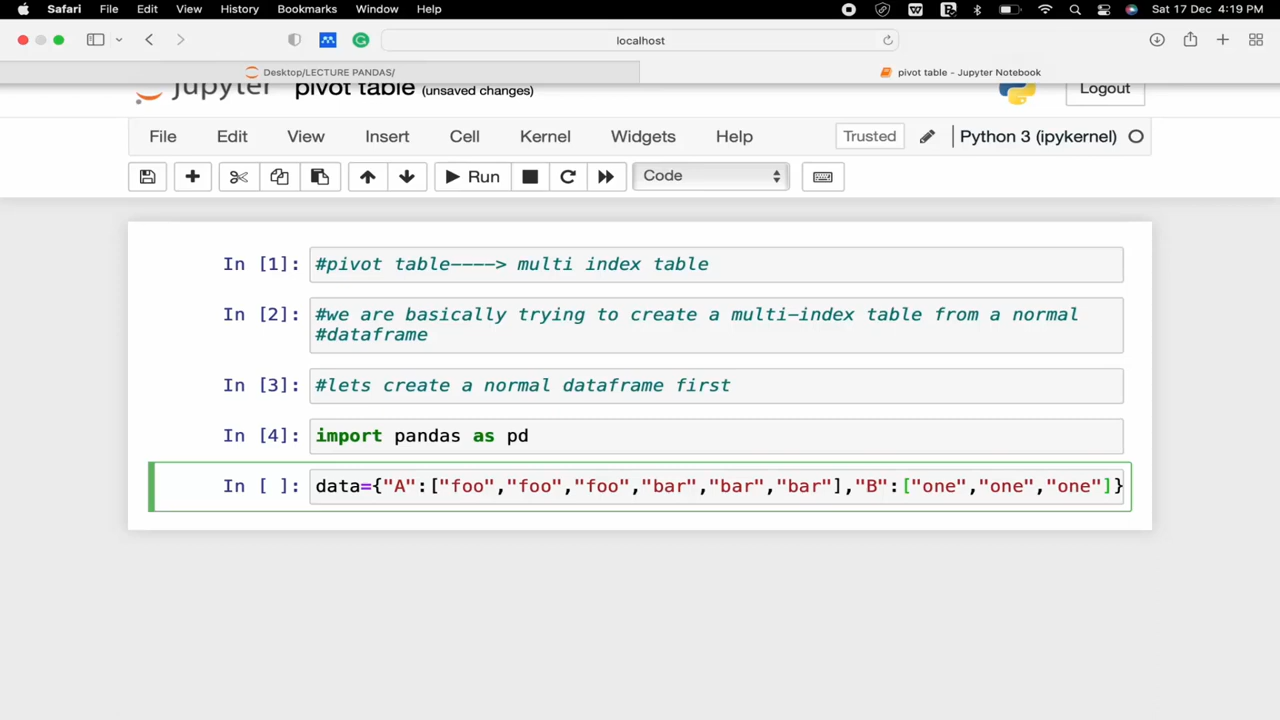 Safari File Edit View History Bookmarks Window Help Sat 17 Dec 4:19 PM
localhost
Desktop/LECTURE PANDAS/ pivot table - Jupyter Notebook
jupyter pivot table (unsaved changes) Logout
File Edit View Insert Cell Kernel Widgets Help Trusted Python 3 (ipykernel)
Run Code
In [1]: #pivot table----> multi index table
In [2]: #we are basically trying to create a multi-index table from a normal
#dataframe
In [3]: #lets create a normal dataframe first
In [4]: import pandas as pd
In [ ]: data={"A":["foo","foo","foo","bar","bar","bar"],"B":["one","one","one"]}